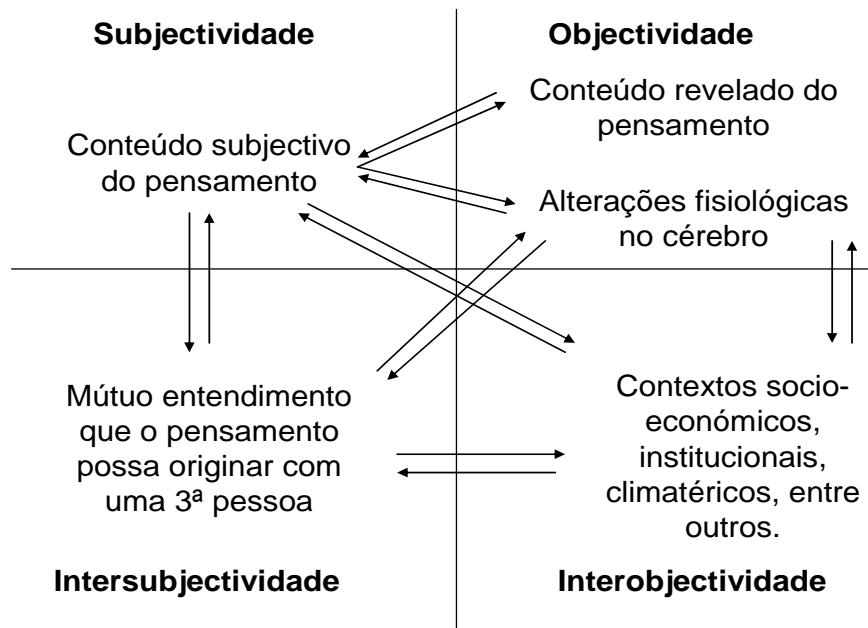 Subjectividade
Objectividade
Conteúdo revelado do
pensamento
Conteúdo subjectivo
do pensamento
Alterações fisiológicas
no cérebro
Mútuo entendimento
que o pensamento
possa originar com
uma 3ª pessoa
Contextos socio-
económicos,
institucionais,
climatéricos, entre
outros.
Intersubjectividade
Interobjectividade